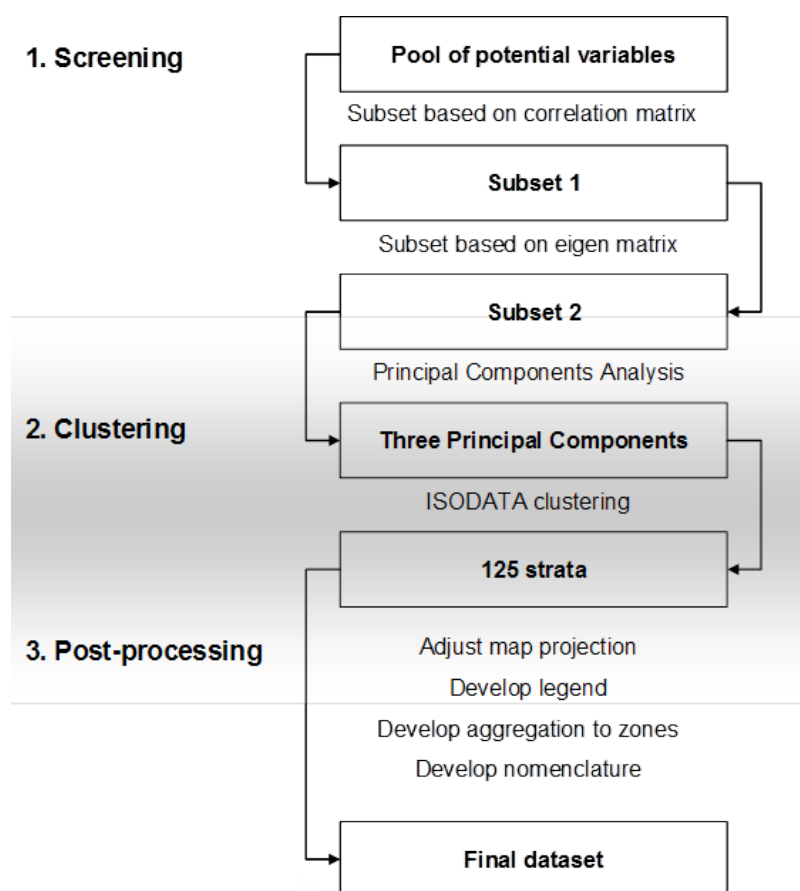 1. Screening
Pool of potential variables
Subset based on correlation matrix
Subset 1
Subset based on eigen matrix
Subset 2
Principal Components Analysis
2. Clustering
Three Principal Components
ISODATA clustering
125 strata
3. Post-processing
Adjust map projection
Develop legend
Develop aggregation to zones
Develop nomenclature
Final dataset